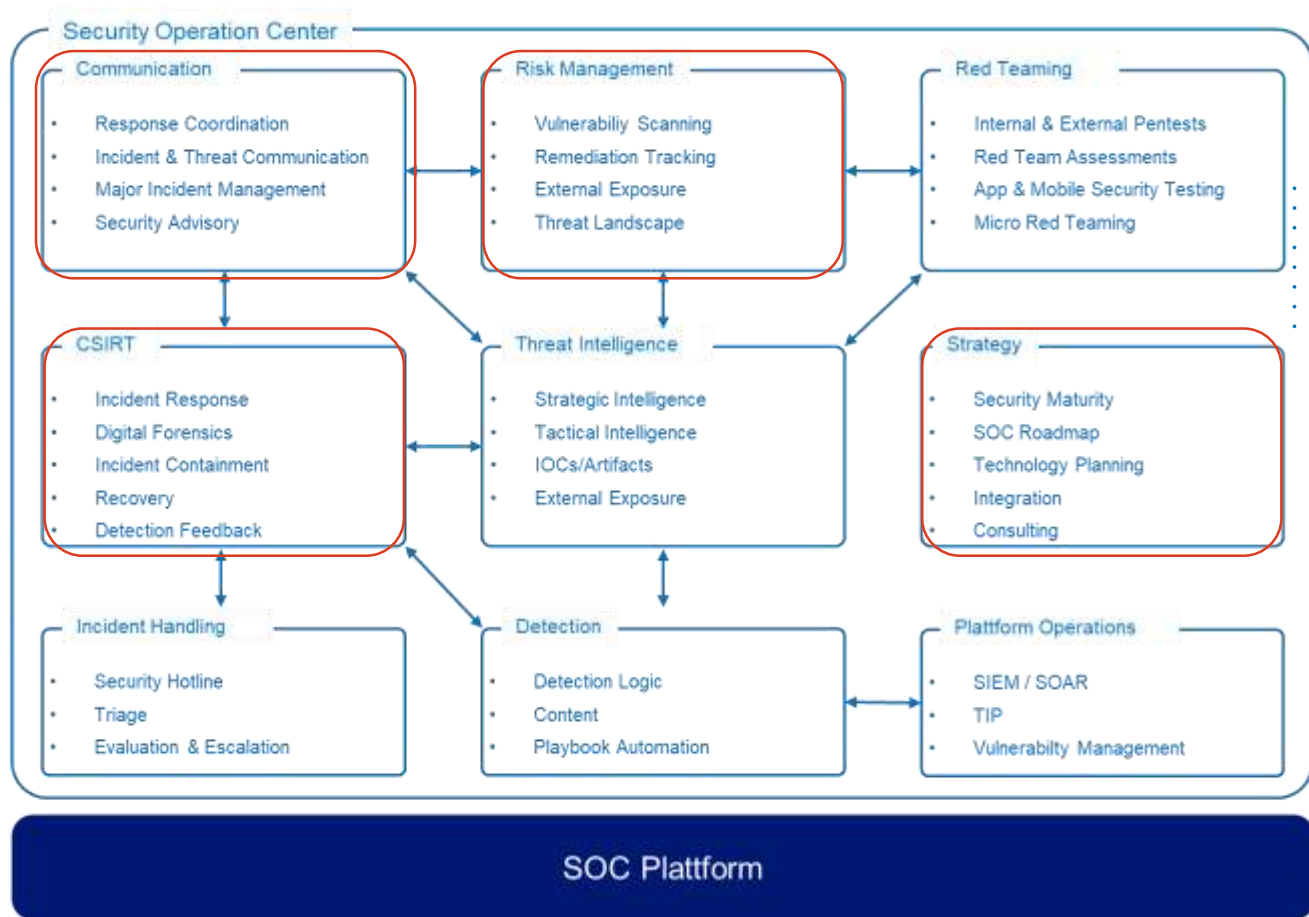 Security Operation Center
Communication
• Response Coordination
• Incident & Threat Communication
• Major Incident Management
• Security Advisory
Risk Management
• Vulnerabiliy Scanning
• Remediation Tracking
• External Exposure
• Threat Landscape
Red Teaming
• Internal & External Pentests
• Red Team Assessments
• App & Mobile Security Testing
• Micro Red Teaming
CSIRT
• Incident Response
• Digital Forensics
• Incident Containment
• Recovery
• Detection Feedback
Threat Intelligence
• Strategic Intelligence
• Tactical Intelligence
• IOCs/Artifacts
• External Exposure
Strategy
• Security Maturity
• SOC Roadmap
• Technology Planning
• Integration
• Consulting
Incident Handling
• Security Hotline
• Triage
• Evaluation & Escalation
Detection
• Detection Logic
• Content
• Playbook Automation
Plattform Operations
• SIEM / SOAR
• TIP
• Vulnerabilty Management
SOC Plattform